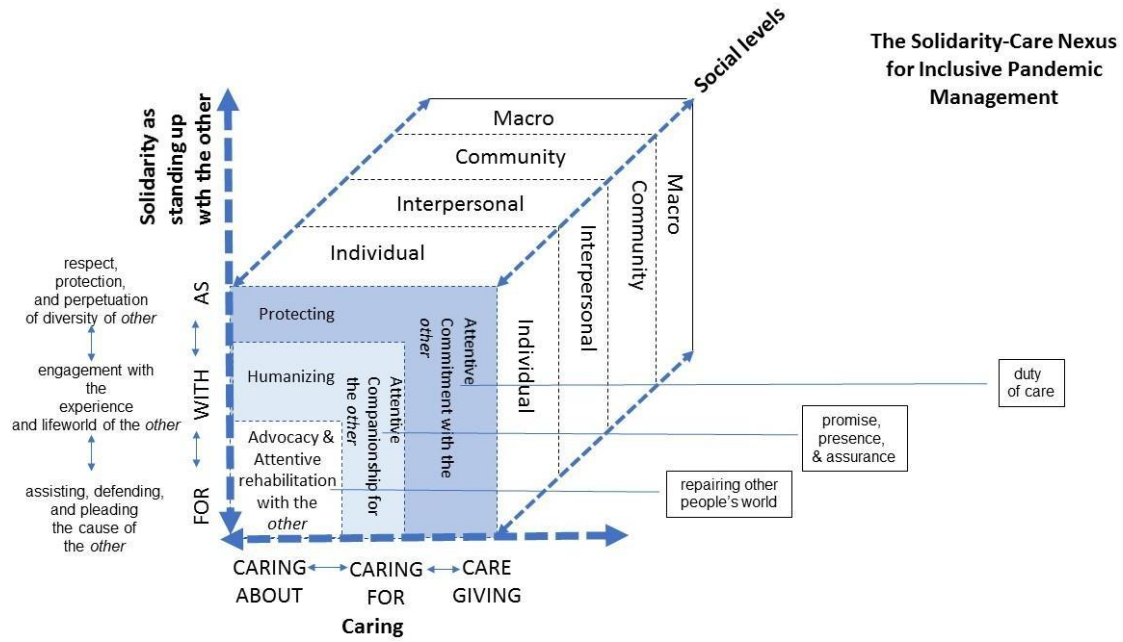 The Solidarity-Care Nexus
for Inclusive Pandemic
Management
Social levels
Solidarity as
standing up
wth the other
Macro
Community
Interpersonal
Individual
Macro
Community
Interpersonal
Individual
respect,
protection,
and perpetuation
of diversity of other
engagement with
the
experience
and lifeworld of the other
assisting, defending,
and pleading
the cause of
the other
AS
WITH
FOR
Protecting
Humanizing
Advocacy &
Attentive
rehabilitation
with the
other
Attentive
Companionship for
the other
Attentive
Commitment with the
other
duty
of care
promise,
presence,
& assurance
repairing other
people's world
CARING
ABOUT
CARING
FOR
CARE
GIVING
Caring